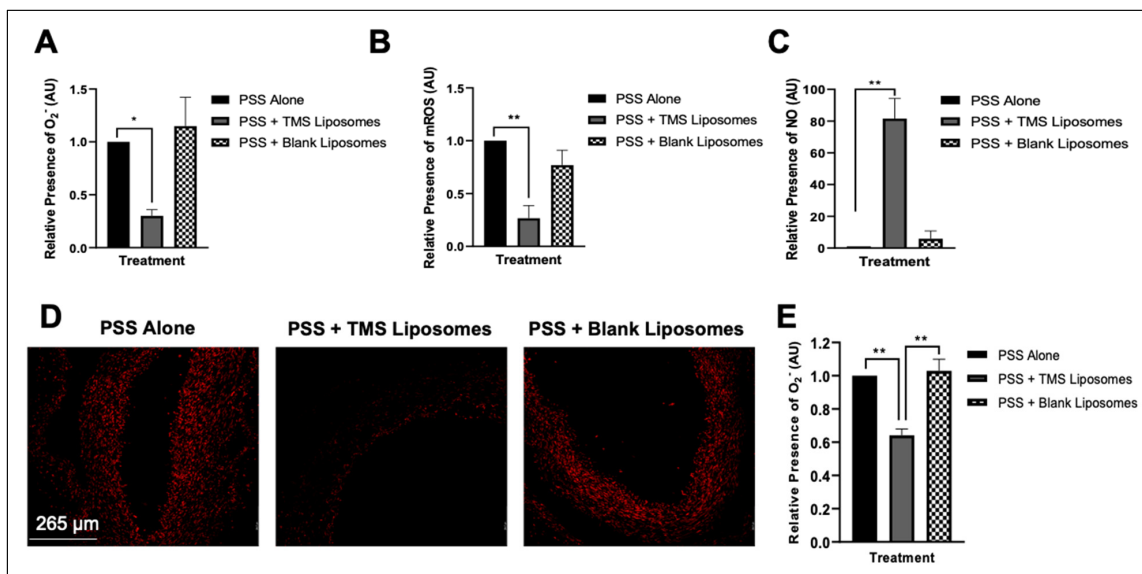 A
Relative Presence of O₂⁻ (AU)
1.5
1.0
0.5
0.0
*
Treatment
PSS Alone
PSS + TMS Liposomes
PSS + Blank Liposomes
B
Relative Presence of mROS (AU)
1.5
1.0
0.5
0.0
**
Treatment
PSS Alone
PSS + TMS Liposomes
PSS + Blank Liposomes
C
Relative Presence of NO (AU)
100
80
60
40
20
0
**
Treatment
PSS Alone
PSS + TMS Liposomes
PSS + Blank Liposomes
D
PSS Alone
PSS + TMS Liposomes
PSS + Blank Liposomes
265 µm
E
Relative Presence of O₂⁻ (AU)
1.2
1.0
0.8
0.6
0.4
0.2
0.0
**
**
Treatment
PSS Alone
PSS + TMS Liposomes
PSS + Blank Liposomes